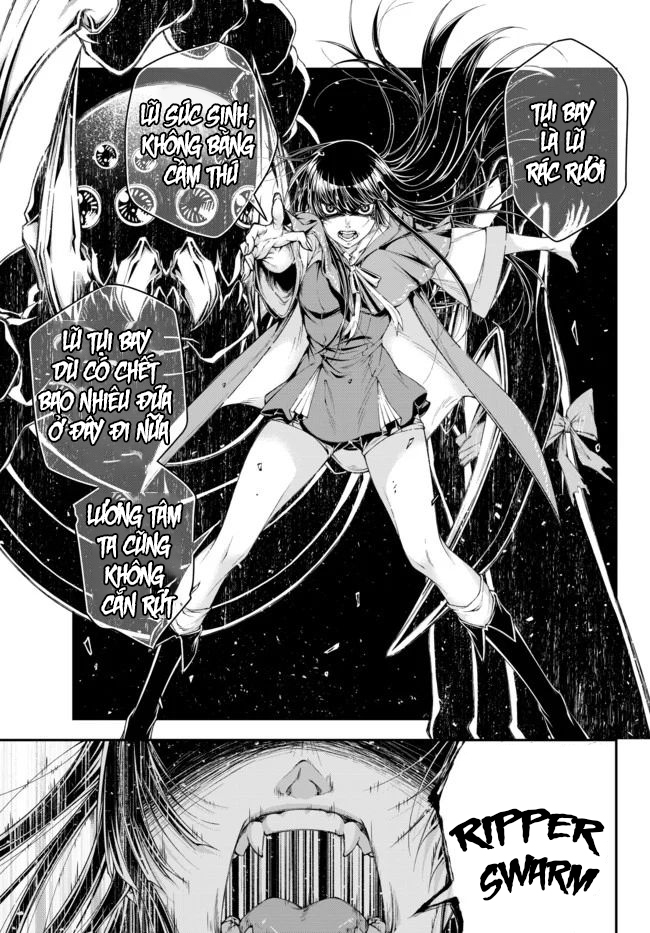 TỤI BAY
LÀ LŨ
RÁC RƯỞI
LŨ SÚC SINH,
KHÔNG BẰNG
CẦM THÚ
LŨ TỤI BAY
DÙ CÓ CHẾT
BAO NHIÊU ĐỨA
Ở ĐÂY ĐI NỮA
LƯƠNG TÂM
TA CŨNG
KHÔNG
CẮN RỨT
RIPPER
SWARM